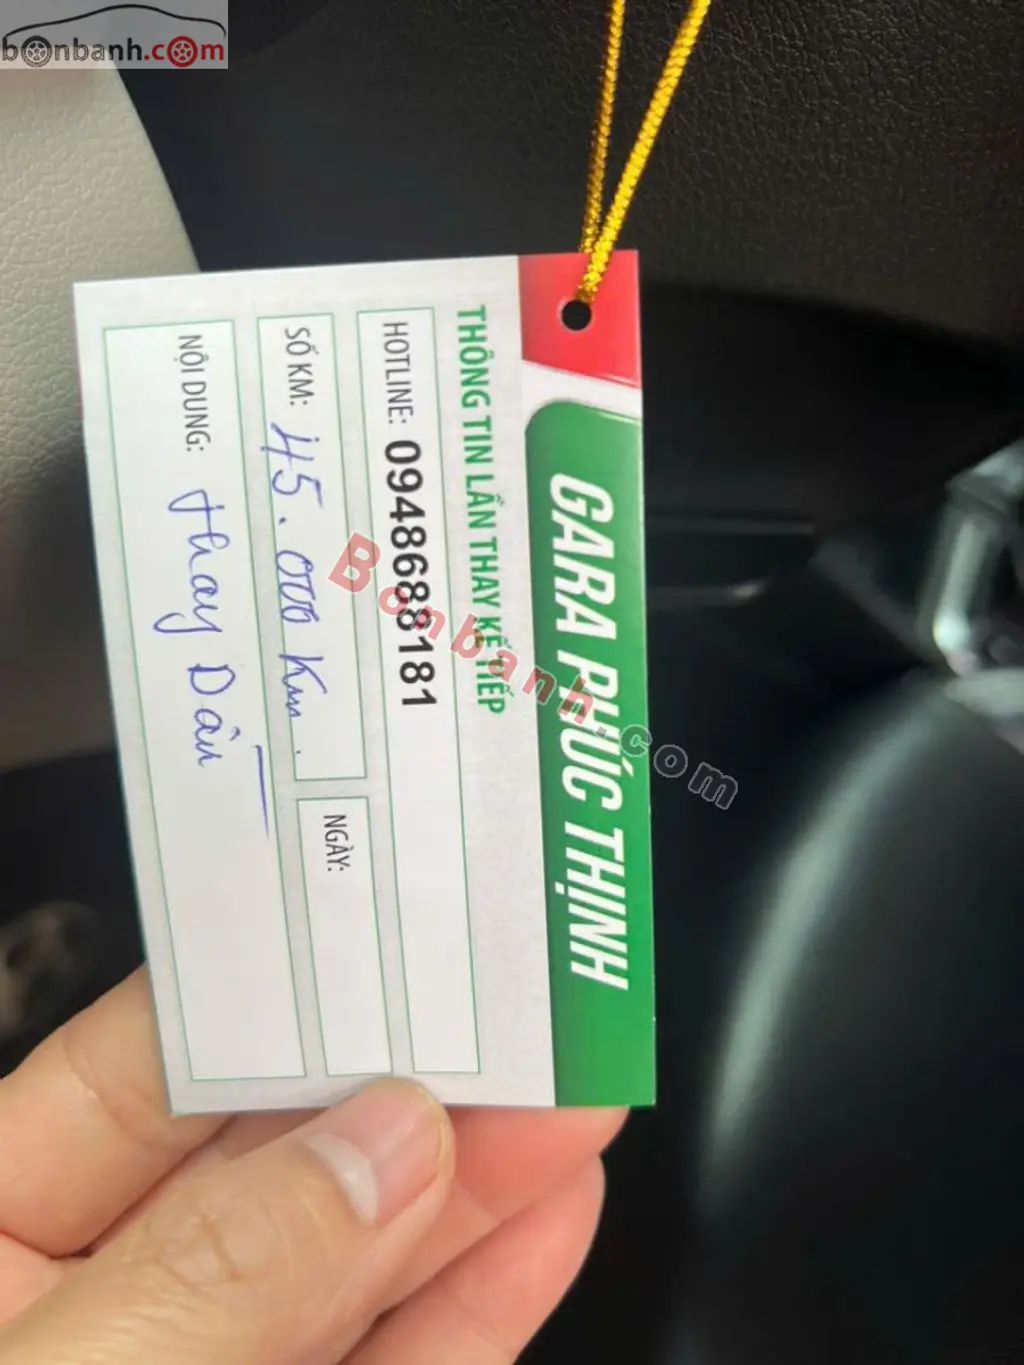 bonbanh.com
GARA PHÚC THỊNH
THÔNG TIN LẦN THAY KẾ TIẾP
HOTLINE: 0948688181
SỐ KM: 45.000 Km.
NGÀY:
NỘI DUNG: Thay Dầu
Bonbanh.com